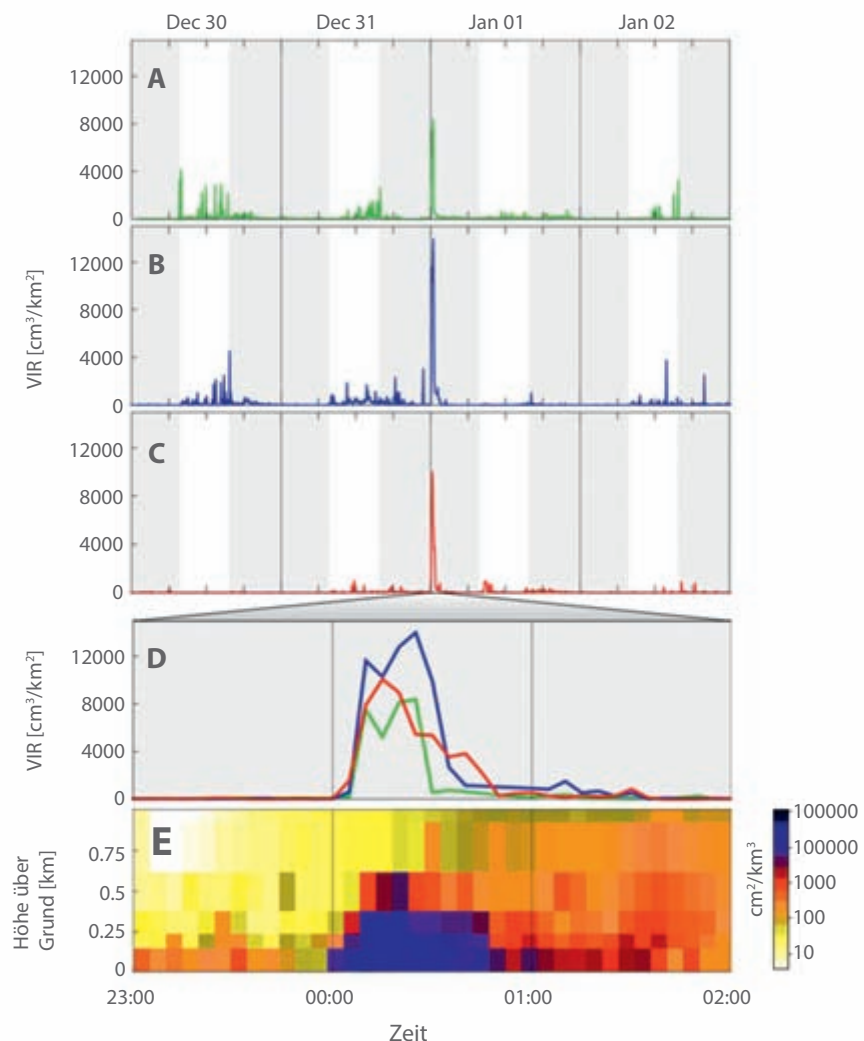 Dec 30 Dec 31 Jan 01 Jan 02
A
12000
8000
4000
0
B
12000
8000
4000
0
VIR [cm³/km²]
C
12000
8000
4000
0
D
12000
8000
4000
0
VIR [cm³/km²]
E
0.75
0.5
0.25
0
Höhe über
Grund [km]
100000
100000
1000
100
10
cm²/km³
23:00 00:00 01:00 02:00
Zeit